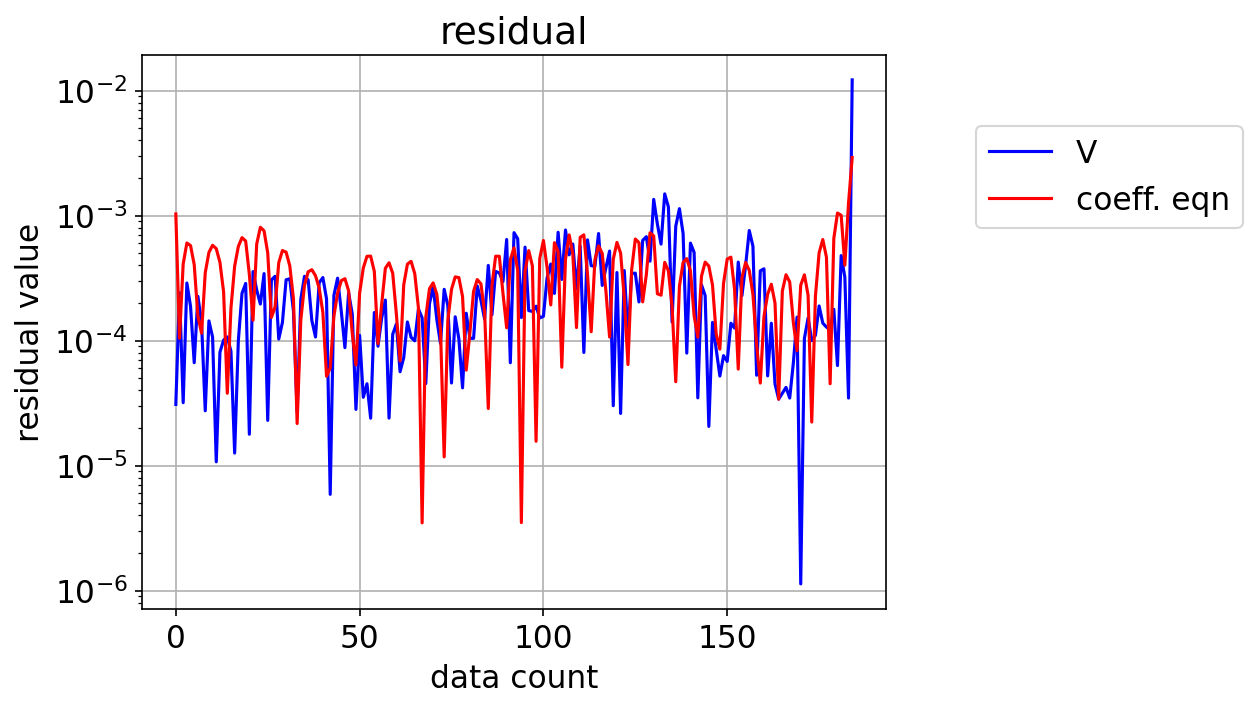 residual
residual value
10⁻²
10⁻³
10⁻⁴
10⁻⁵
10⁻⁶
0 50 100 150
data count
V
coeff. eqn